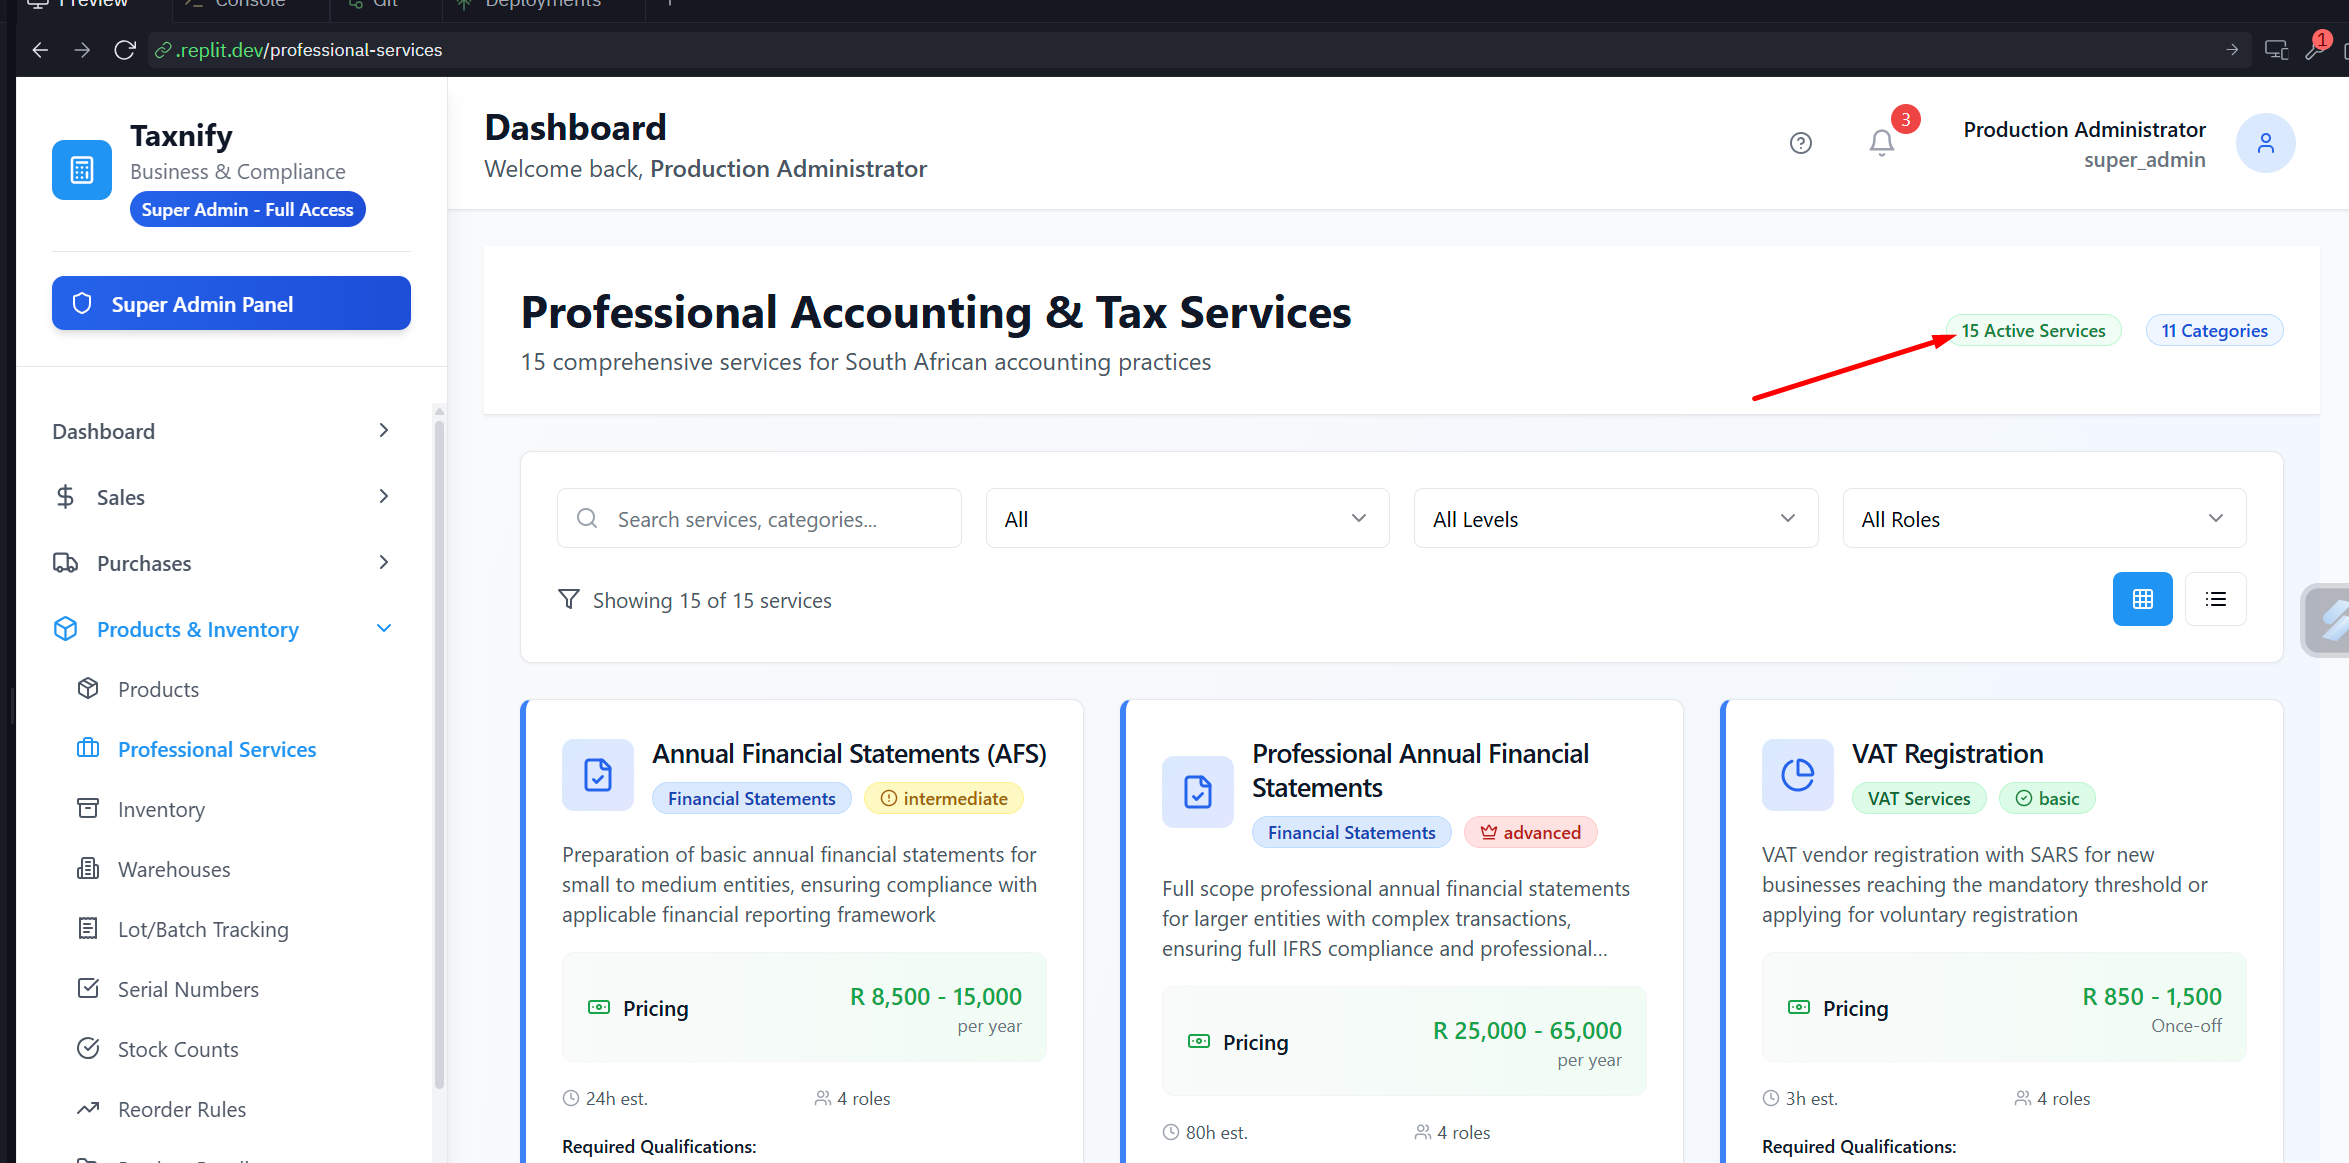 Preview
Console
Git
Deployments
.replit.dev/professional-services
1
Taxnify
Business & Compliance
Super Admin - Full Access
Super Admin Panel
Dashboard
Sales
Purchases
Products & Inventory
Products
Professional Services
Inventory
Warehouses
Lot/Batch Tracking
Serial Numbers
Stock Counts
Reorder Rules
Dashboard
Welcome back, Production Administrator
3
Production Administrator
super_admin
Professional Accounting & Tax Services
15 comprehensive services for South African accounting practices
15 Active Services
11 Categories
Search services, categories...
All
All Levels
All Roles
Showing 15 of 15 services
Annual Financial Statements (AFS)
Financial Statements
intermediate
Preparation of basic annual financial statements for
small to medium entities, ensuring compliance with
applicable financial reporting framework
Pricing
R 8,500 - 15,000
per year
24h est.
4 roles
Required Qualifications:
Professional Annual Financial
Statements
Financial Statements
advanced
Full scope professional annual financial statements
for larger entities with complex transactions,
ensuring full IFRS compliance and professional...
Pricing
R 25,000 - 65,000
per year
80h est.
4 roles
VAT Registration
VAT Services
basic
VAT vendor registration with SARS for new
businesses reaching the mandatory threshold or
applying for voluntary registration
Pricing
R 850 - 1,500
Once-off
3h est.
4 roles
Required Qualifications: